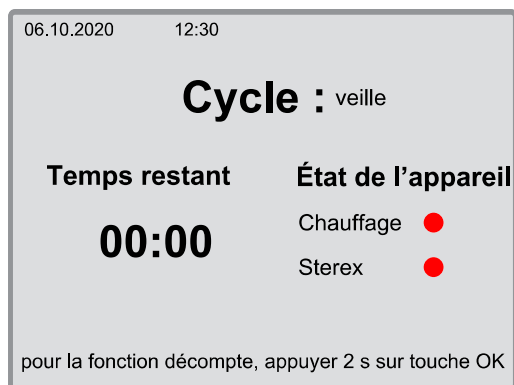 06.10.2020 12:30
Cycle : veille
Temps restant
00:00
État de l'appareil
Chauffage
Sterex
pour la fonction décompte, appuyer 2 s sur touche OK